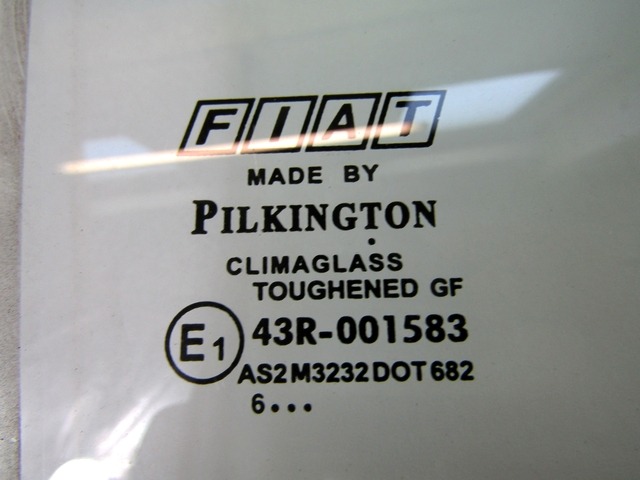 FIAT
MADE BY
PILKINGTON
CLIMAGLASS
TOUGHENED GF
E1 43R-001583
AS2 M3232 DOT 682
6...